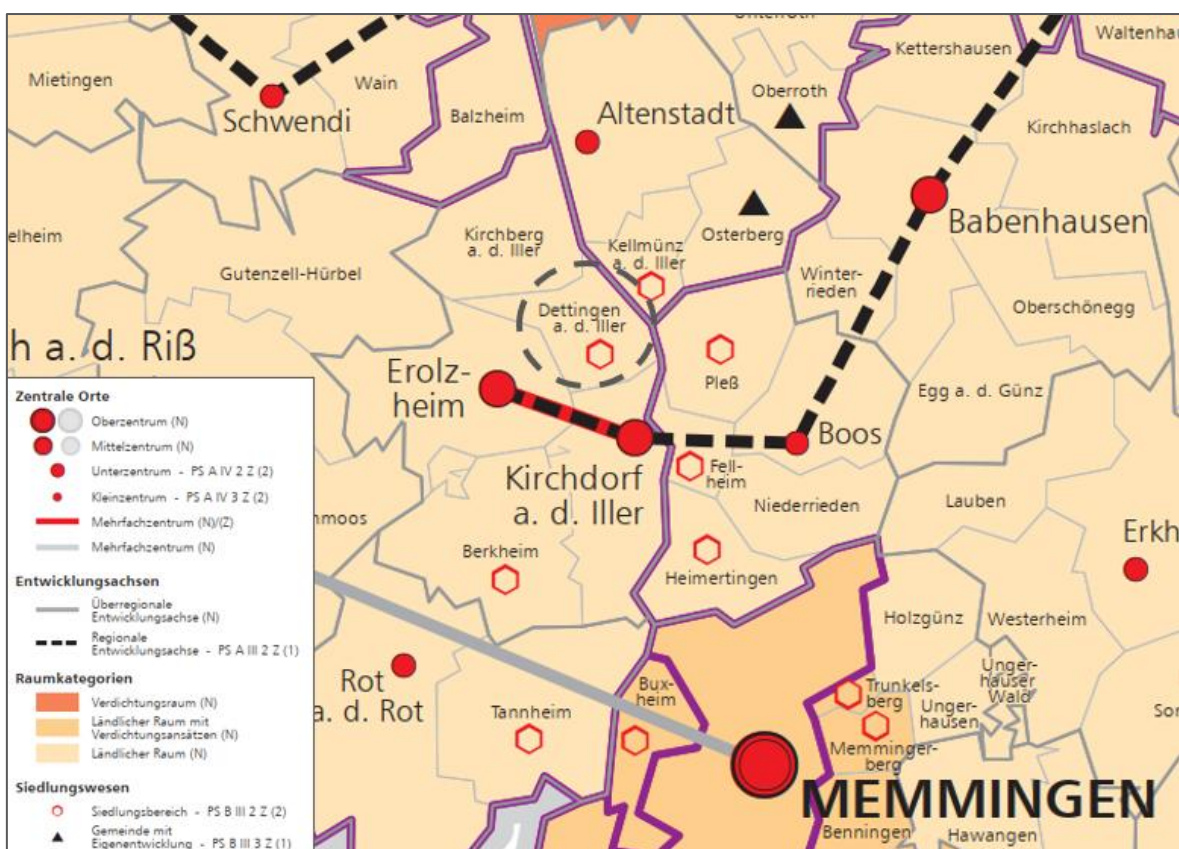 Unterroth
Kettershausen
Waltenha
Mietingen
Wain
Oberroth
Schwendi
Balzheim
Altenstadt
Kirchhaslach
elheim
Kirchberg
a. d. Iller
Kellmünz
a. d. Iller
Osterberg
Babenhausen
Gutenzell-Hürbel
Winter-
rieden
Oberschönegg
Dettingen
a. d. Iller
h a. d. Riß
Erolz-
heim
Pleß
Egg a. d. Günz
Boos
Kirchdorf
a. d. Iller
Fell-
heim
Niederrieden
Lauben
nmoos
Berkheim
Heimertingen
Erkh
Holzgünz
Westerheim
Rot
a. d. Rot
Tannheim
Bux-
heim
Trunkels-
berg
Unger-
hauser
Wald
Unger-
hausen
Sor
Memminger-
berg
MEMMINGEN
Benningen
Hawangen
Zentrale Orte
Oberzentrum (N)
Mittelzentrum (N)
Unterzentrum - PS A IV 2 Z (2)
Kleinzentrum - PS A IV 3 Z (2)
Mehrfachzentrum (N)/(Z)
Mehrfachzentrum (N)
Entwicklungsachsen
Überregionale
Entwicklungsachse (N)
Regionale
Entwicklungsachse - PS A III 2 Z (1)
Raumkategorien
Verdichtungsraum (N)
Ländlicher Raum mit
Verdichtungsansätzen (N)
Ländlicher Raum (N)
Siedlungswesen
Siedlungsbereich - PS B III 2 Z (2)
Gemeinde mit
Eigenentwicklung - PS B III 3 Z (1)